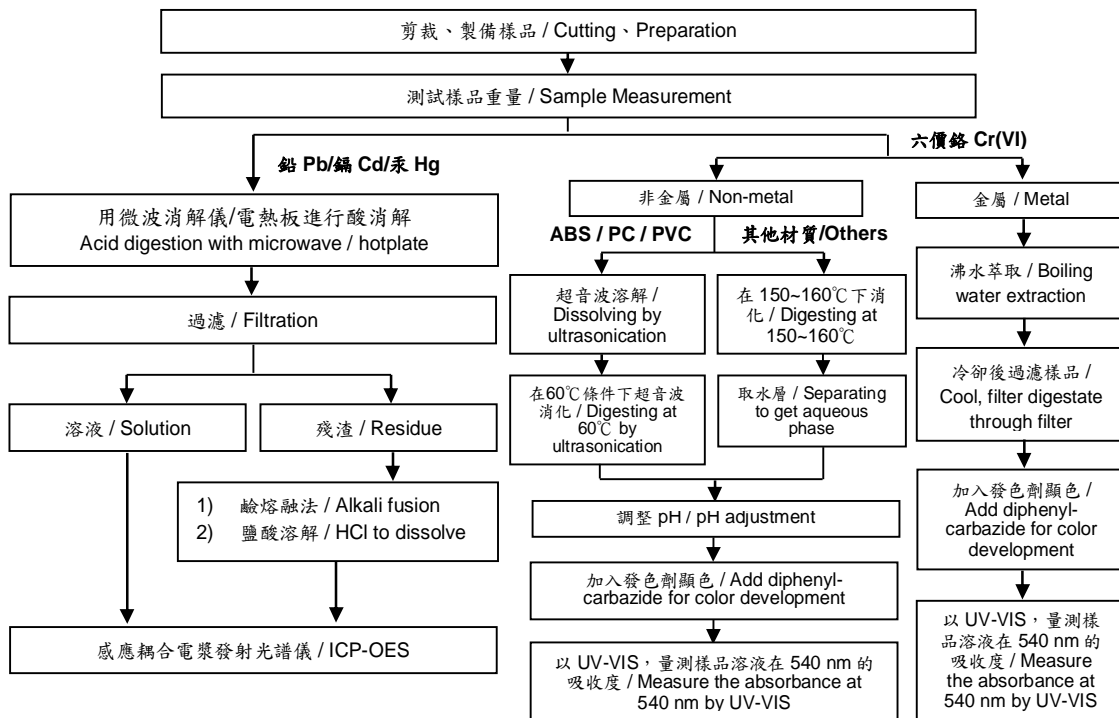 剪裁、製備樣品 / Cutting、Preparation
測試樣品重量 / Sample Measurement
鉛 Pb/鎘 Cd/汞 Hg
六價鉻 Cr(VI)
用微波消解儀/電熱板進行酸消解
Acid digestion with microwave / hotplate
過濾 / Filtration
溶液 / Solution
殘渣 / Residue
1) 鹼熔融法 / Alkali fusion
2) 鹽酸溶解 / HCl to dissolve
感應耦合電漿發射光譜儀 / ICP-OES
非金屬 / Non-metal
ABS / PC / PVC
其他材質/Others
超音波溶解 /
Dissolving by
ultrasonication
在 150~160℃下消
化 / Digesting at
150~160℃
在60℃條件下超音波
消化 / Digesting at
60℃ by
ultrasonication
取水層 / Separating
to get aqueous
phase
調整 pH / pH adjustment
加入發色劑顯色 / Add diphenyl-
carbazide for color development
以 UV-VIS，量測樣品溶液在 540 nm 的
吸收度 / Measure the absorbance at
540 nm by UV-VIS
金屬 / Metal
沸水萃取 / Boiling
water extraction
冷卻後過濾樣品 /
Cool, filter digestate
through filter
加入發色劑顯色 /
Add diphenyl-
carbazide for color
development
以 UV-VIS，量測樣
品溶液在 540 nm 的
吸收度 / Measure
the absorbance at
540 nm by UV-VIS